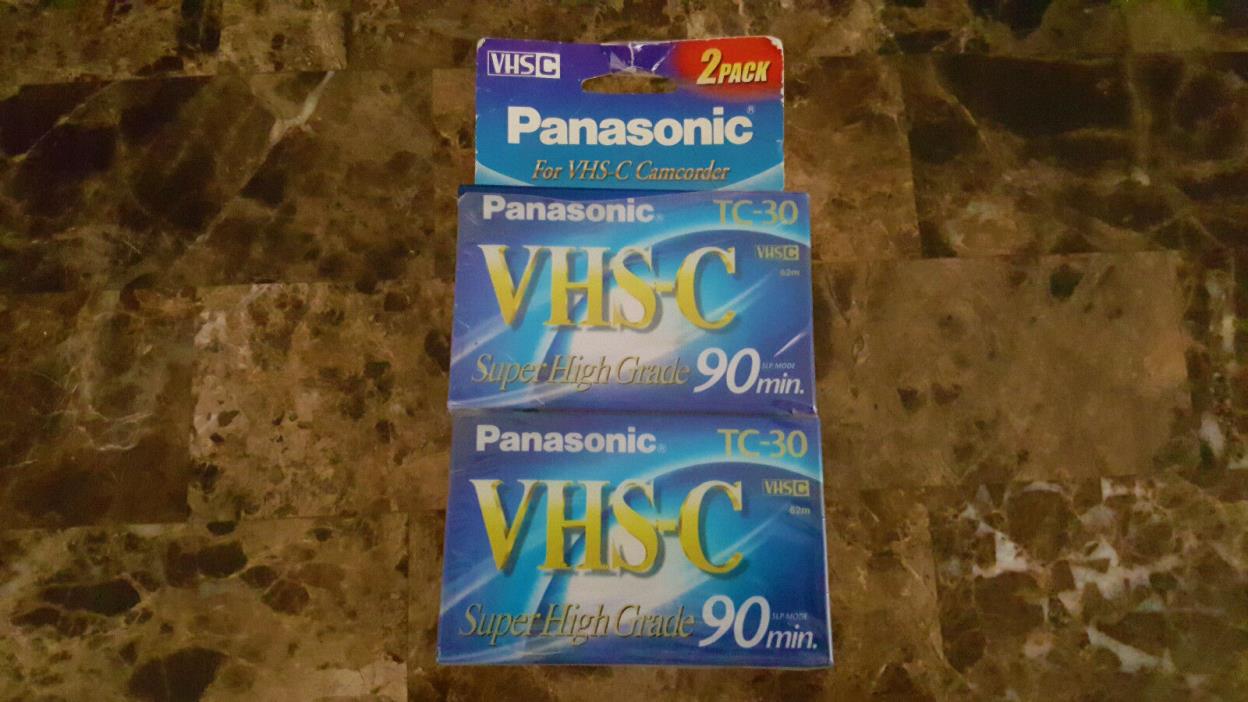 VHS C
2 PACK
Panasonic®
For VHS-C Camcorder
Panasonic® TC-30
VHS-C
VHS C
62m
Super High Grade 90 min.
SLP MODE
Panasonic® TC-30
VHS-C
VHS C
62m
Super High Grade 90 min.
SLP MODE